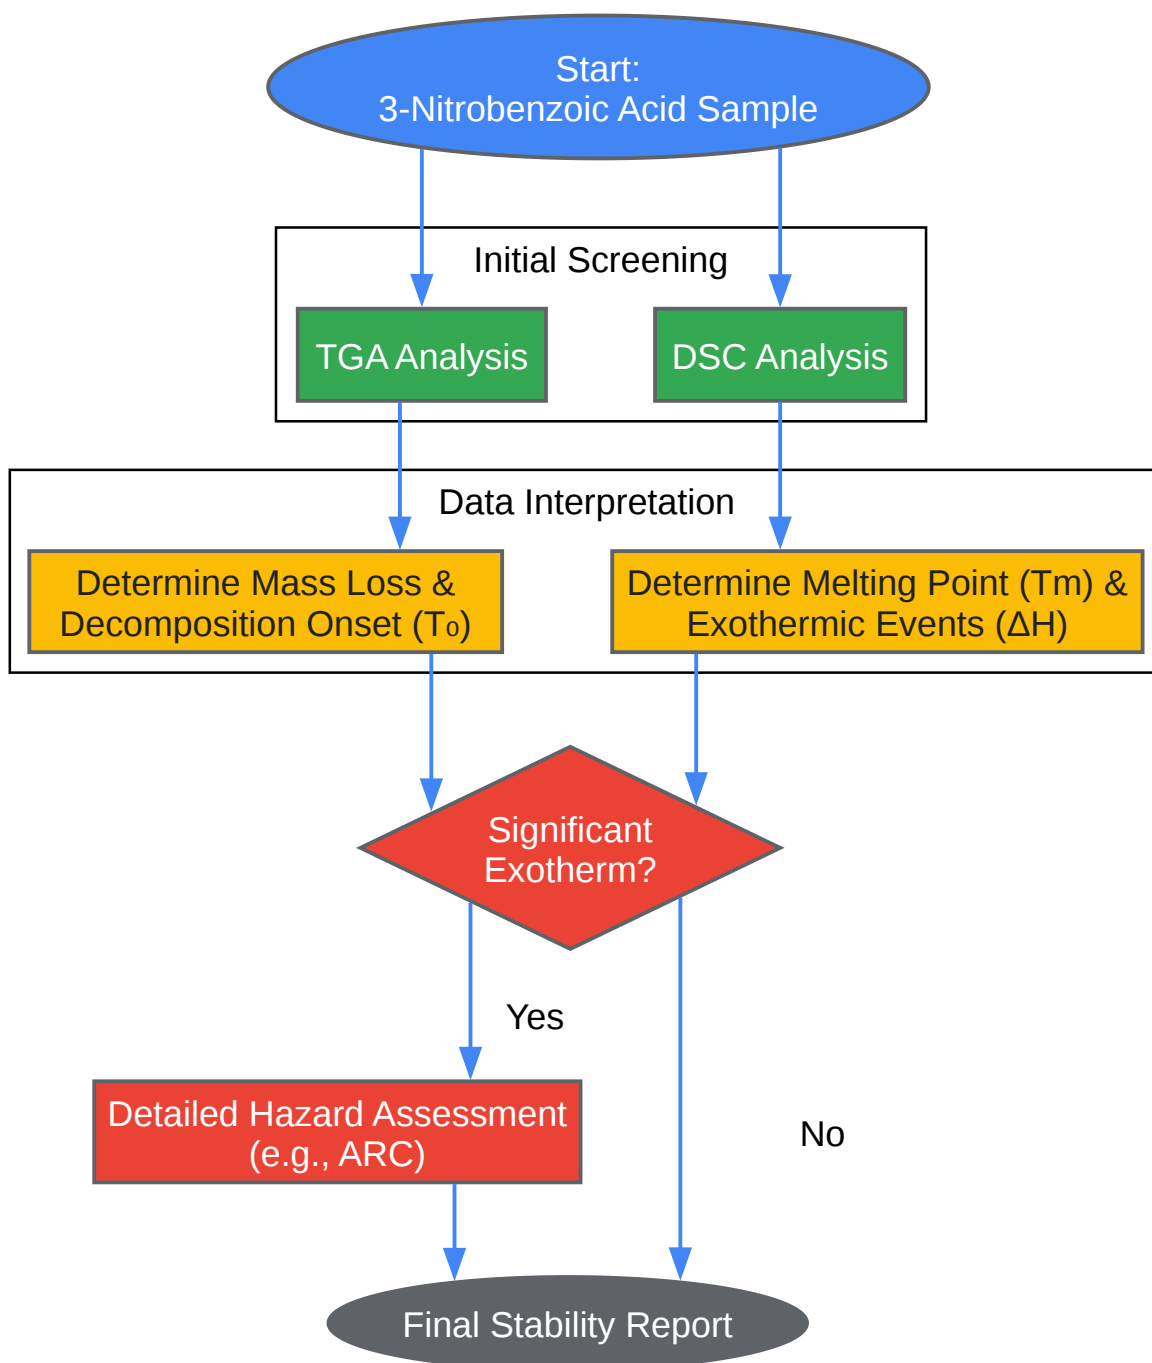 Start:
3-Nitrobenzoic Acid Sample
Initial Screening
TGA Analysis
DSC Analysis
Data Interpretation
Determine Mass Loss &
Decomposition Onset (T₀)
Determine Melting Point (Tm) &
Exothermic Events (ΔH)
Significant
Exotherm?
Yes
Detailed Hazard Assessment
(e.g., ARC)
No
Final Stability Report